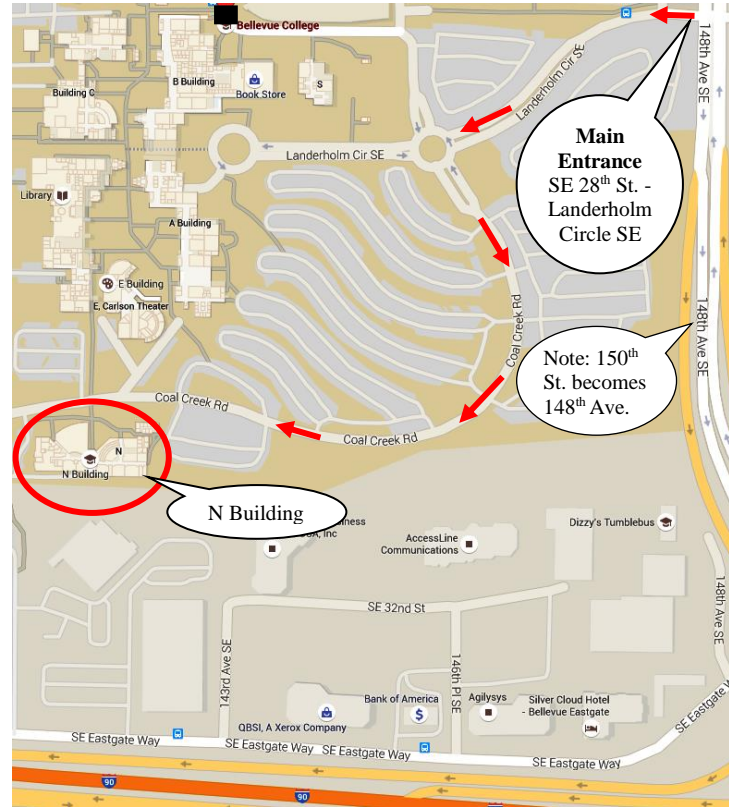 Bellevue College
148th Ave SE
B Building
Building C
Book Store
S
Landerholm Cir SE
Main
Entrance
SE 28th St. -
Landerholm
Circle SE
Landerholm Cir SE
Library
A Building
E Building
E, Carlson Theater
Coal Creek Rd
148th Ave SE
Note: 150th
St. becomes
148th Ave.
Coal Creek Rd
Coal Creek Rd
N
N Building
N Building
Dizzy's Tumblebus
AccessLine
Communications
148th Ave SE
SE 32nd St
143rd Ave SE
146th Pl SE
Bank of America
$
Agilysys
Silver Cloud Hotel
- Bellevue Eastgate
QBSI, A Xerox Company
SE Eastgate Way
SE Eastgate Way
SE Eastgate Way
SE Eastgate Way
SE Eastgate Way
90
90